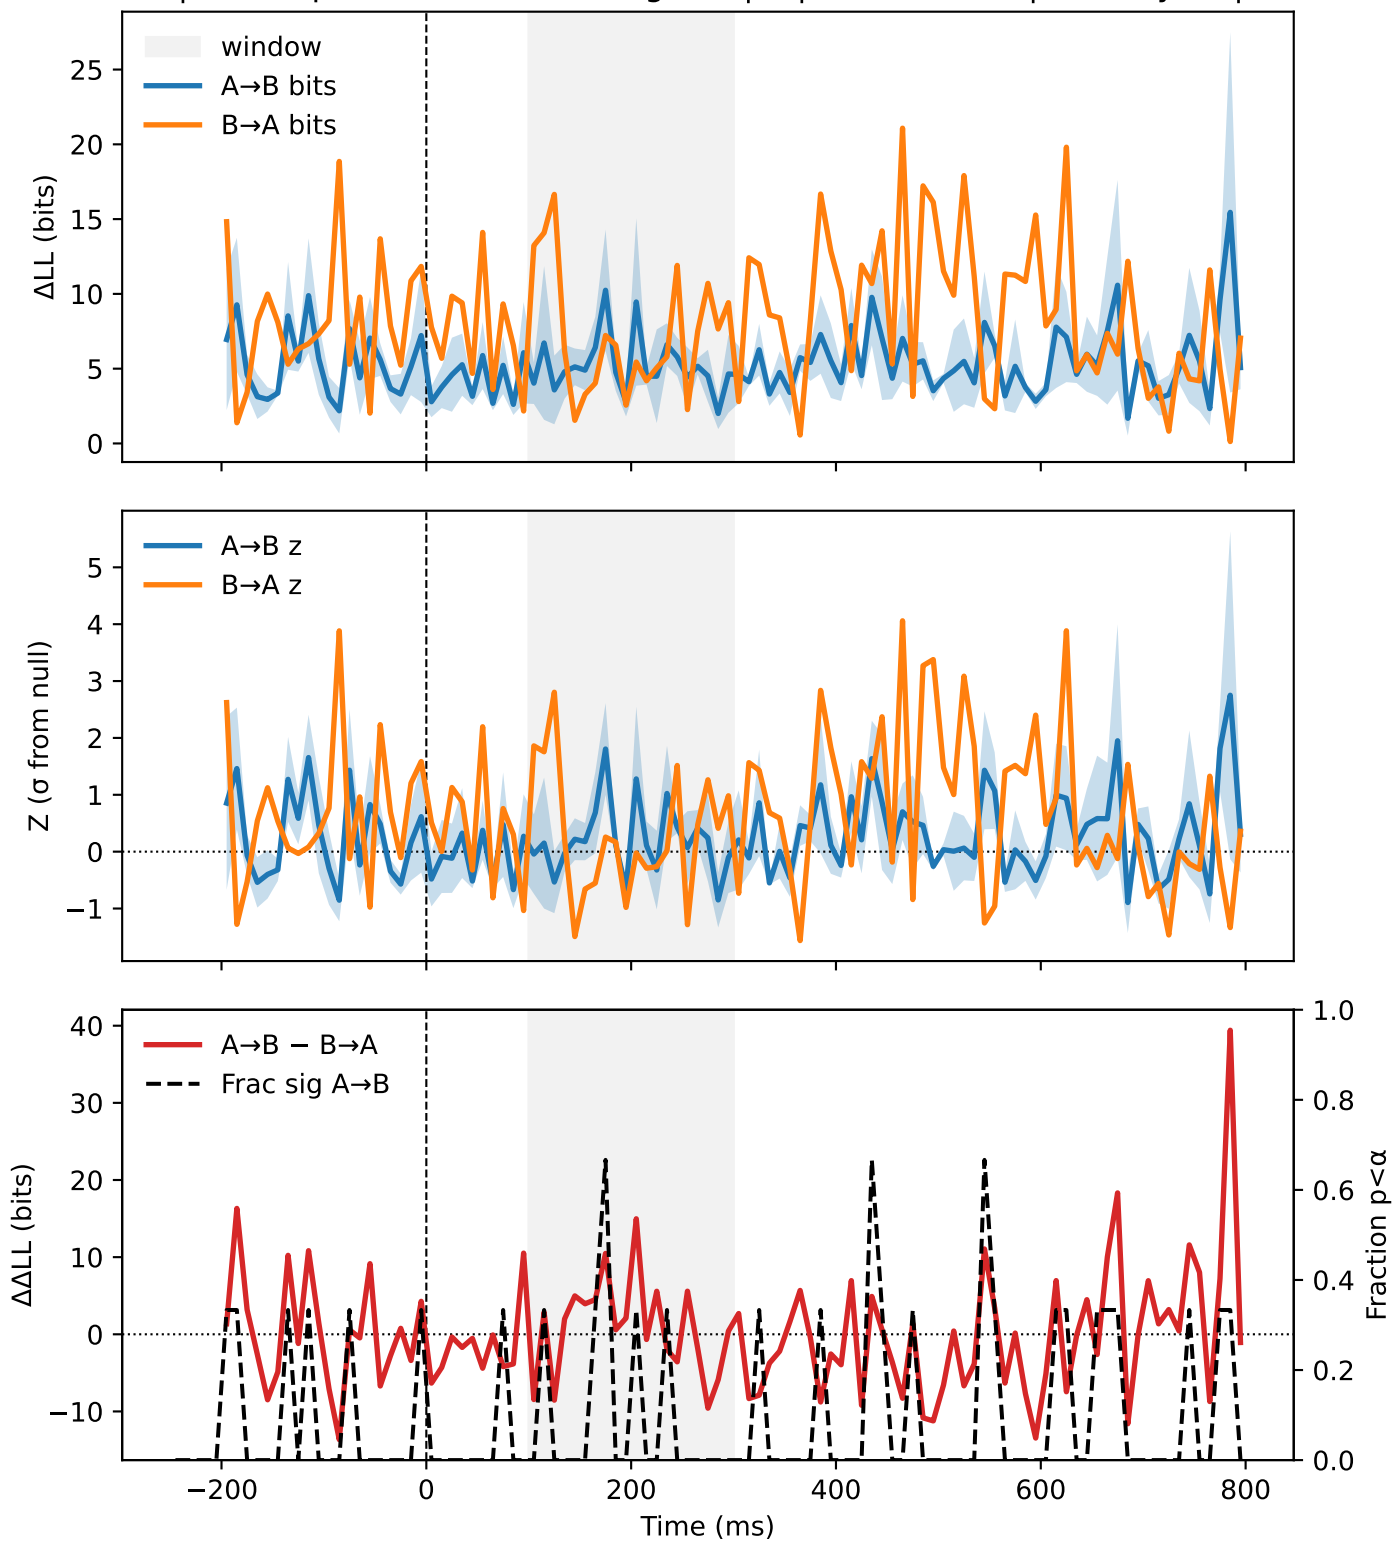 window
A→B bits
B→A bits
ΔLL (bits)
25
20
15
10
5
0
A→B z
B→A z
Z (σ from null)
5
4
3
2
1
0
−1
A→B − B→A
Frac sig A→B
ΔΔLL (bits)
40
30
20
10
0
−10
1.0
0.8
0.6
0.4
0.2
0.0
Fraction p<α
−200
0
200
400
600
800
Time (ms)